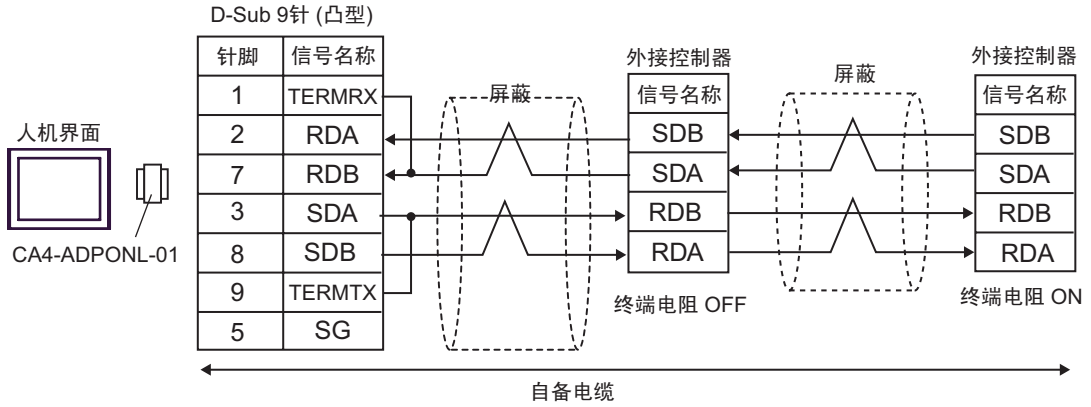 D-Sub 9针 (凸型)
针脚 信号名称
1 TERMRX
2 RDA
7 RDB
3 SDA
8 SDB
9 TERMTX
5 SG
人机界面
CA4-ADPONL-01
屏蔽
外接控制器
信号名称
SDB
SDA
RDB
RDA
终端电阻 OFF
屏蔽
外接控制器
信号名称
SDB
SDA
RDB
RDA
终端电阻 ON
自备电缆